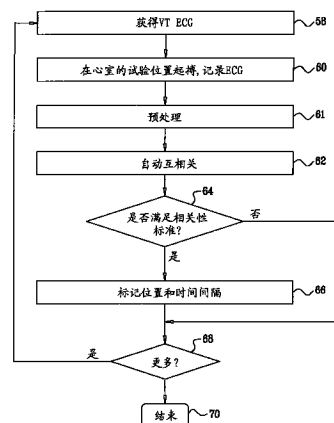 获得VT ECG
58
在心室的试验位置起搏,记录ECG
60
预处理
61
自动互相关
62
64
是否满足相关性
标准?
否
是
标记位置和时间间隔
66
68
是
更多?
结束
70